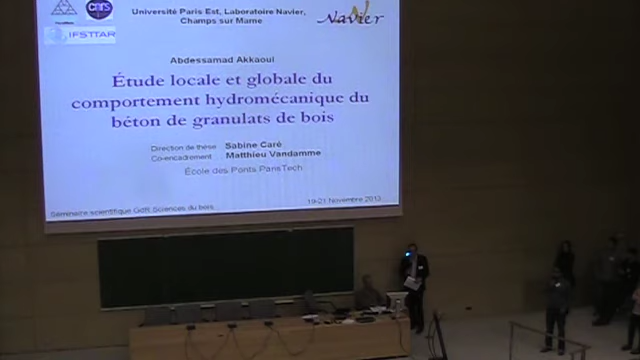 cnrs
IFSTTAR
Université Paris Est, Laboratoire Navier,
Champs sur Marne
Navier
Abdessamad Akkaoui
Étude locale et globale du
comportement hydromécanique du
béton de granulats de bois
Direction de thèse Sabine Caré
Co-encadrement Matthieu Vandamme
École des Ponts ParisTech
Séminaire scientifique GdR Sciences du bois 19-21 Novembre 2013